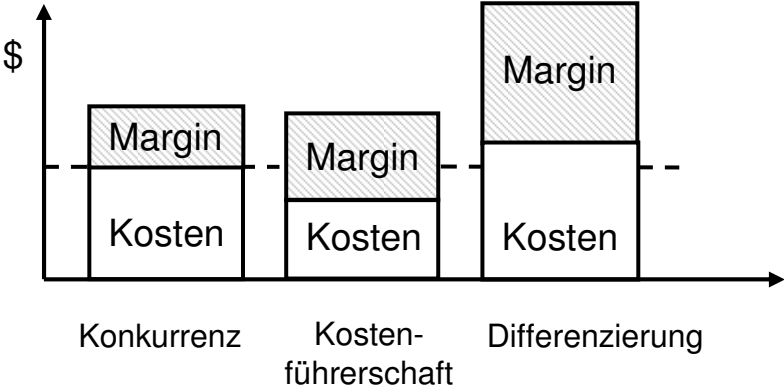 $
Margin
Margin
Margin
Kosten
Kosten
Kosten
Konkurrenz
Kosten-
führerschaft
Differenzierung